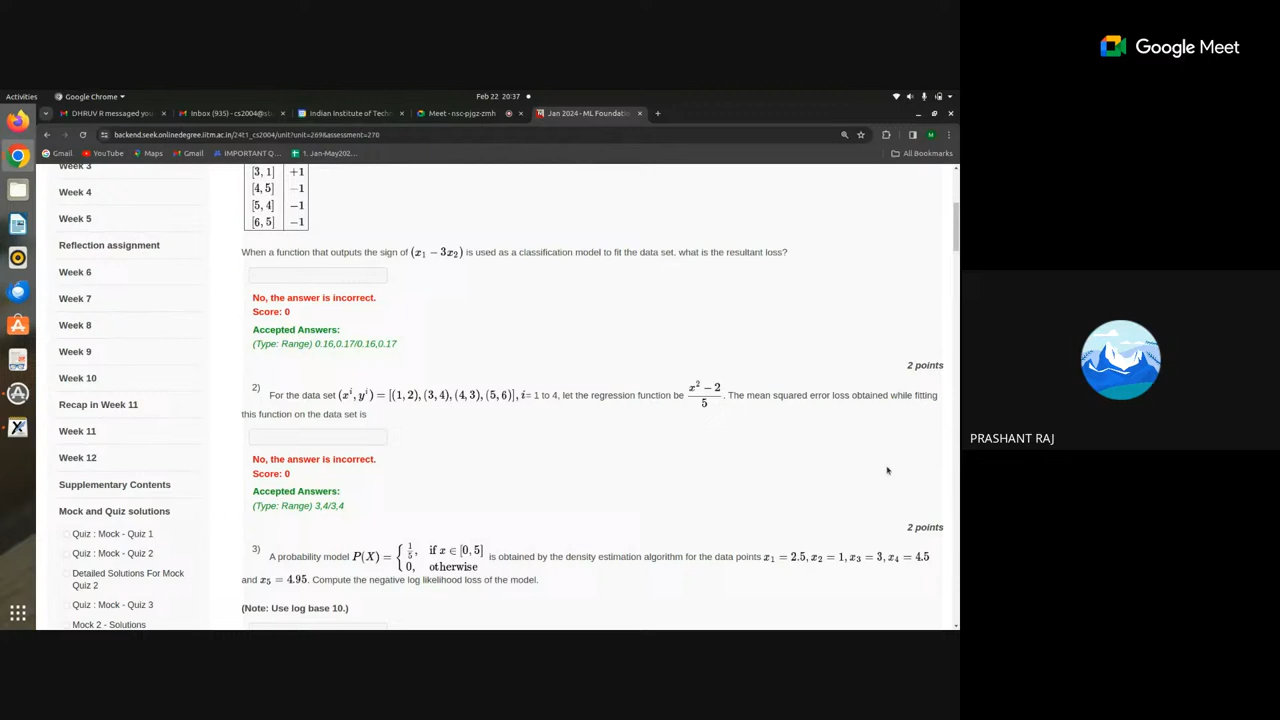 Google Meet
Activities
Google Chrome
Feb 22 20:37
DHRUV R messaged you
Inbox (935) - cs2004@st
Indian Institute of Techn
Meet - nsc-pjgz-zmh
Jan 2024 - ML Foundatio
backend.seek.onlinedegree.iitm.ac.in/24t1_cs2004/unit?unit=269&assessment=270
Gmail
YouTube
Maps
Gmail
IMPORTANT Q...
1. Jan-May202...
All Bookmarks
Week 3
Week 4
Week 5
Reflection assignment
Week 6
Week 7
Week 8
Week 9
Week 10
Recap in Week 11
Week 11
Week 12
Supplementary Contents
Mock and Quiz solutions
Quiz : Mock - Quiz 1
Quiz : Mock - Quiz 2
Detailed Solutions For Mock
Quiz 2
Quiz : Mock - Quiz 3
Mock 2 - Solutions
[3, 1] +1
[4, 5] −1
[5, 4] −1
[6, 5] −1
When a function that outputs the sign of (x₁ − 3x₂) is used as a classification model to fit the data set, what is the resultant loss?
No, the answer is incorrect.
Score: 0
Accepted Answers:
(Type: Range) 0.16,0.17/0.16,0.17
2 points
2) For the data set (xⁱ, yⁱ) = [(1, 2), (3, 4), (4, 3), (5, 6)], i= 1 to 4, let the regression function be (x² − 2)/5. The mean squared error loss obtained while fitting
this function on the data set is
No, the answer is incorrect.
Score: 0
Accepted Answers:
(Type: Range) 3,4/3,4
2 points
3) A probability model P(X) = { 1/5, if x ∈ [0, 5]
0, otherwise
is obtained by the density estimation algorithm for the data points x₁ = 2.5, x₂ = 1, x₃ = 3, x₄ = 4.5
and x₅ = 4.95. Compute the negative log likelihood loss of the model.
(Note: Use log base 10.)
PRASHANT RAJ